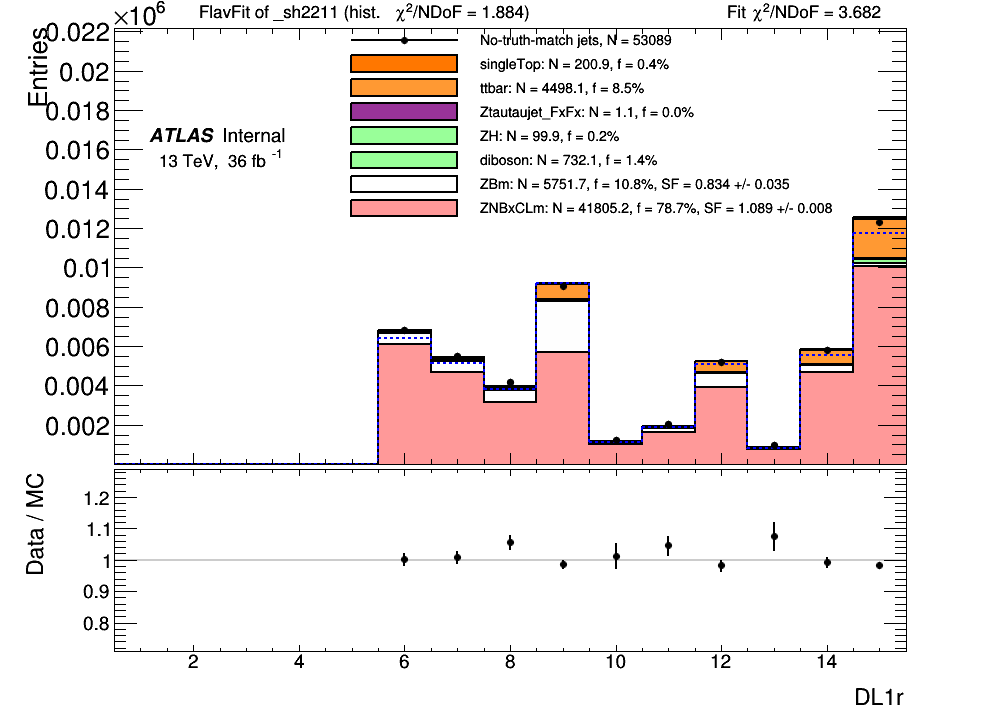 ×10⁶
FlavFit of _sh2211 (hist. χ²/NDoF = 1.884)
Fit χ²/NDoF = 3.682
Entries
0.022
0.02
0.018
0.016
0.014
0.012
0.01
0.008
0.006
0.004
0.002
ATLAS Internal
13 TeV, 36 fb⁻¹
No-truth-match jets, N = 53089
singleTop: N = 200.9, f = 0.4%
ttbar: N = 4498.1, f = 8.5%
Ztautaujet_FxFx: N = 1.1, f = 0.0%
ZH: N = 99.9, f = 0.2%
diboson: N = 732.1, f = 1.4%
ZBm: N = 5751.7, f = 10.8%, SF = 0.834 +/- 0.035
ZNBxCLm: N = 41805.2, f = 78.7%, SF = 1.089 +/- 0.008
Data / MC
1.2
1.1
1
0.9
0.8
2 4 6 8 10 12 14
DL1r